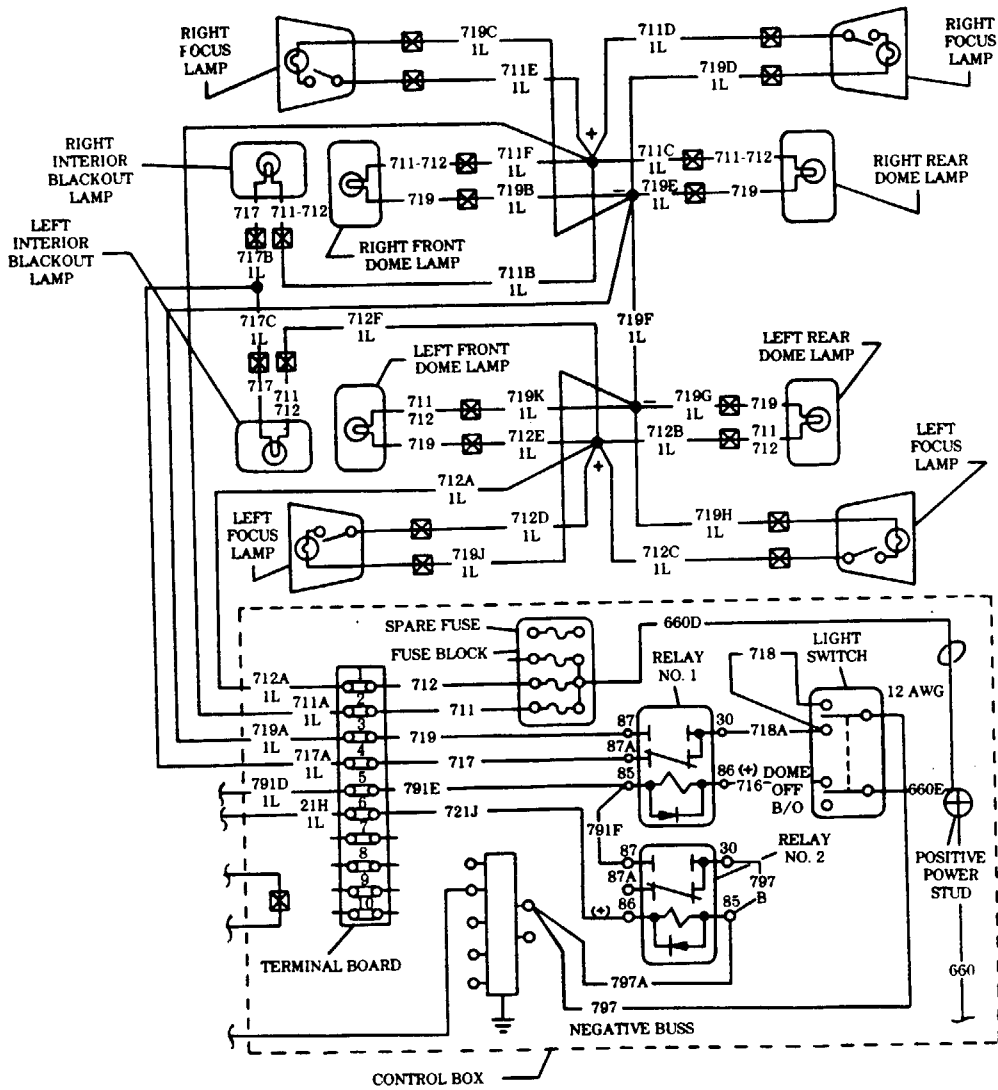 RIGHT
FOCUS
LAMP
719C
1L
711E
1L
711D
1L
719D
1L
RIGHT
FOCUS
LAMP
RIGHT
INTERIOR
BLACKOUT
LAMP
717
711-712
711-712
719
711F
1L
719B
1L
+
−
711C
1L
719E
1L
711-712
719
RIGHT REAR
DOME LAMP
RIGHT FRONT
DOME LAMP
LEFT
INTERIOR
BLACKOUT
LAMP
717B
1L
711B
1L
717C
1L
712F
1L
719F
1L
717
711
712
LEFT FRONT
DOME LAMP
711
712
719
719K
1L
712E
1L
−
+
719G
1L
712B
1L
719
711
712
LEFT REAR
DOME LAMP
LEFT
FOCUS
LAMP
712A
1L
LEFT
FOCUS
LAMP
712D
1L
719J
1L
719H
1L
712C
1L
SPARE FUSE
FUSE BLOCK
660D
RELAY
NO. 1
718
LIGHT
SWITCH
12 AWG
712A
1L
711A
1L
719A
1L
717A
1L
791D
1L
21H
1L
1
2
3
4
5
6
7
8
9
10
712
711
719
717
791E
721J
87
87A
85
30
718A
86 (+)
716
DOME
OFF
B/O
660E
791F
87
87A
86
(+)
30
85
797
B
RELAY
NO. 2
POSITIVE
POWER
STUD
660
TERMINAL BOARD
797A
797
NEGATIVE BUSS
CONTROL BOX